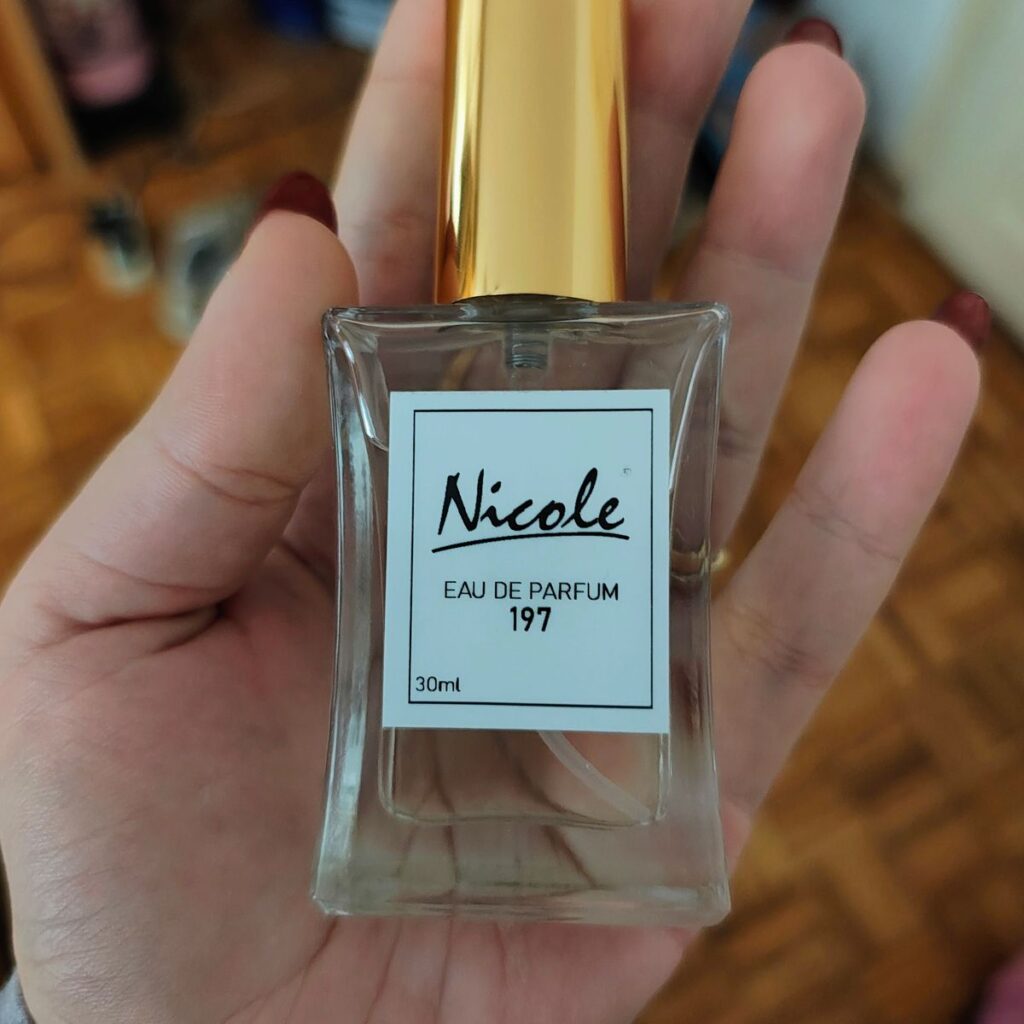 Nicole
EAU DE PARFUM
197
30ml